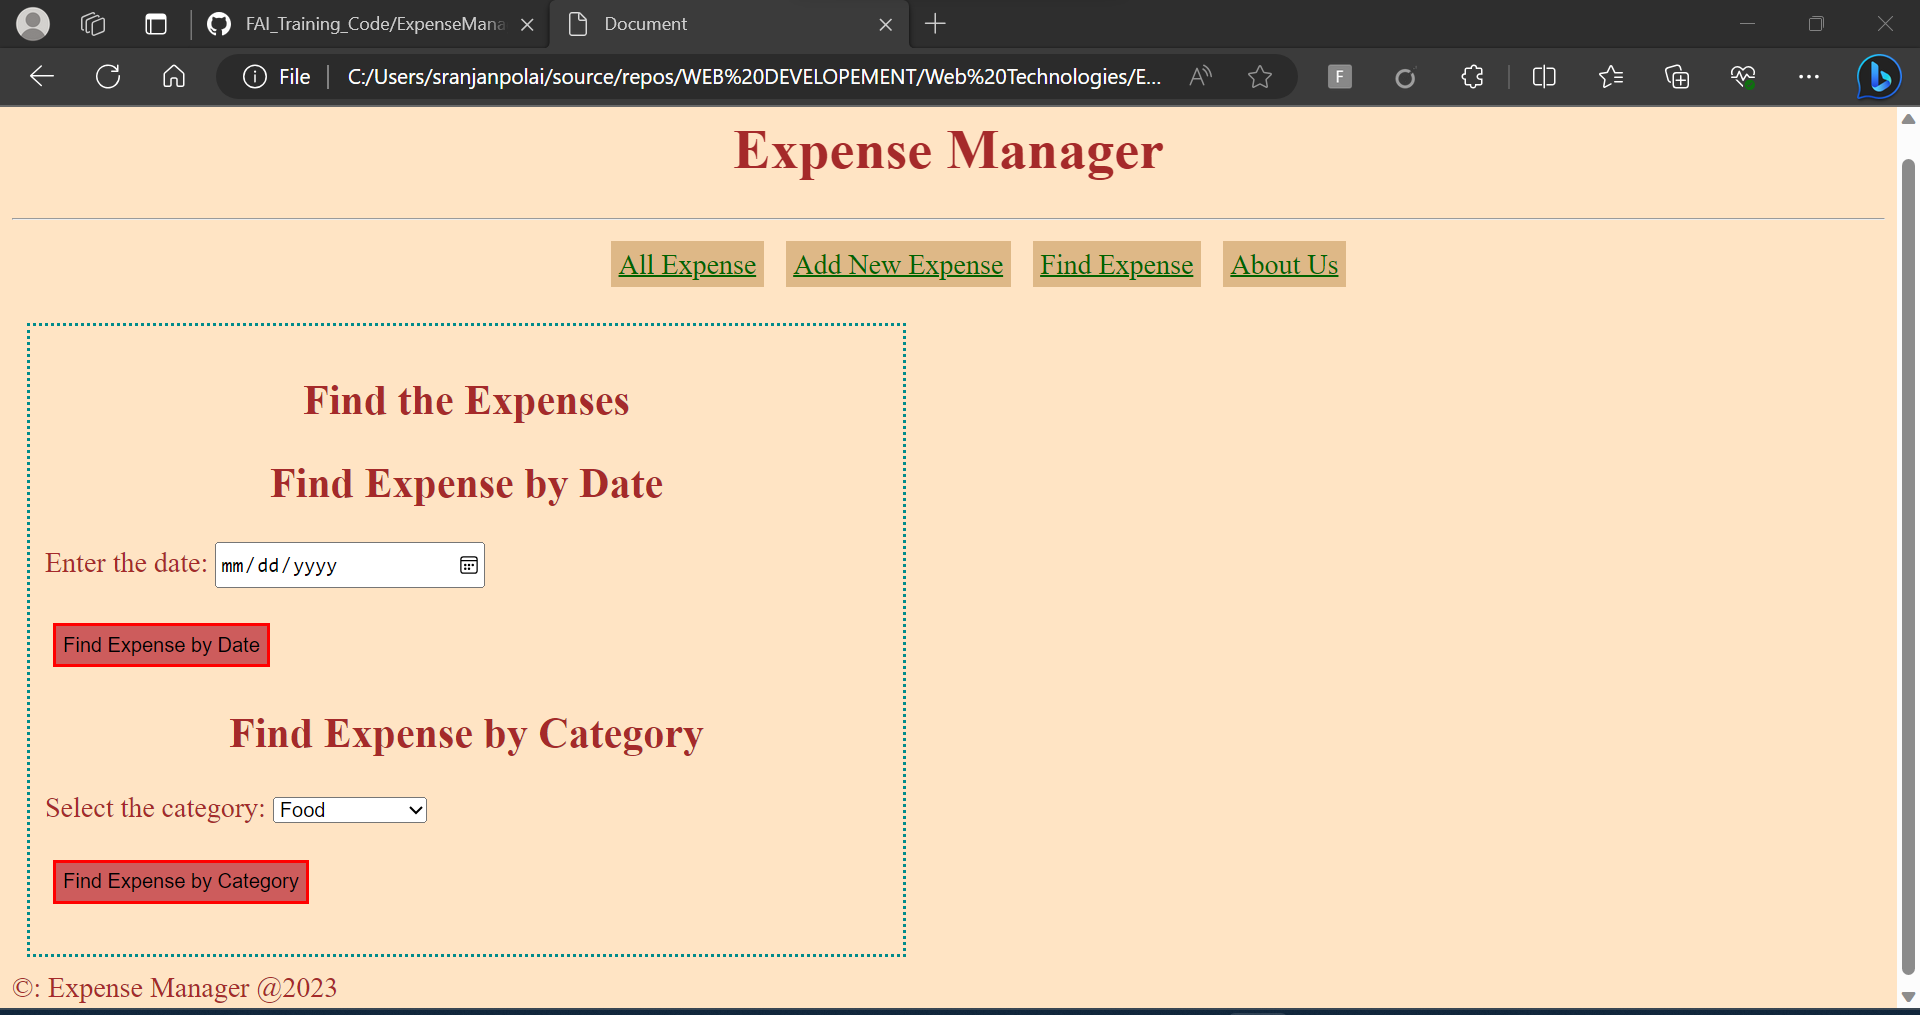 FAI_Training_Code/ExpenseMana
Document
File
C:/Users/sranjanpolai/source/repos/WEB%20DEVELOPEMENT/Web%20Technologies/E...
F
Expense Manager
All Expense
Add New Expense
Find Expense
About Us
Find the Expenses
Find Expense by Date
Enter the date: mm/dd/yyyy
Find Expense by Date
Find Expense by Category
Select the category: Food
Find Expense by Category
©: Expense Manager @2023